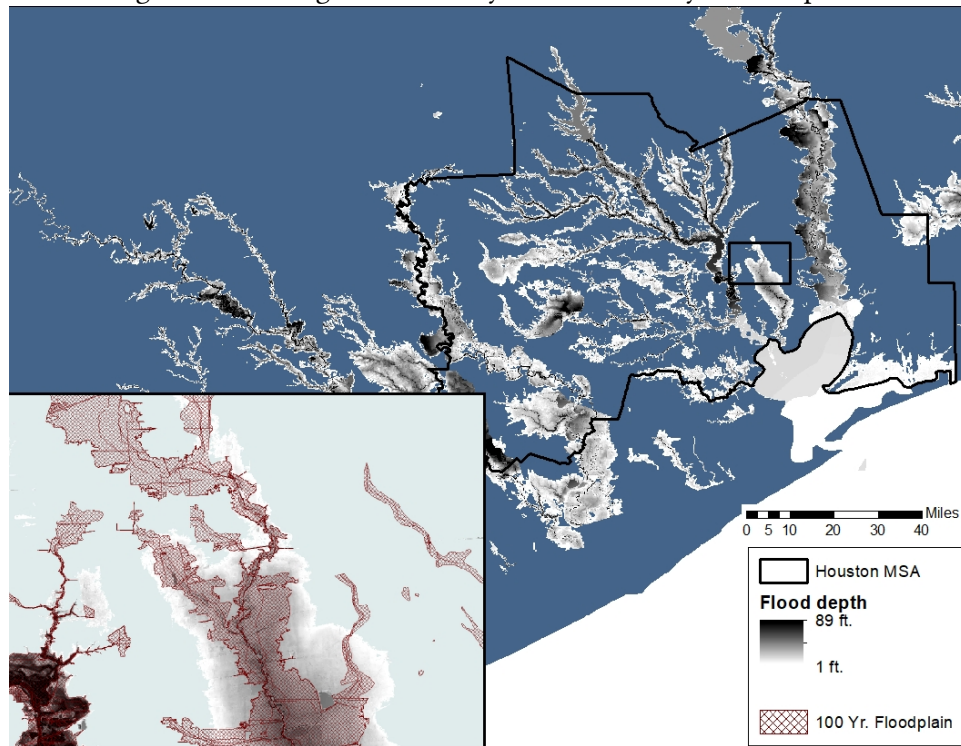 Miles
0 5 10 20 30 40
Houston MSA
Flood depth
89 ft.
1 ft.
100 Yr. Floodplain